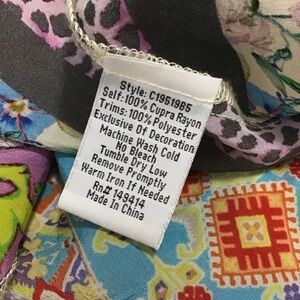 Style: C1951985
Self:100% Cupra Rayon
Trims:100% Polyester
Exclusive Of Decoration
Machine Wash Cold
No Bleach
Tumble Dry Low
Remove Promptly
Warm Iron If Needed
Rn# 149414
Made In China